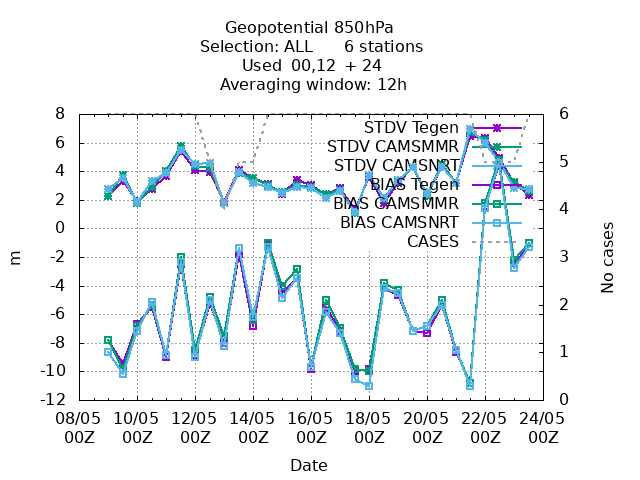 Geopotential 850hPa
Selection: ALL 6 stations
Used 00,12 + 24
Averaging window: 12h
8
6
4
2
0
-2
-4
-6
-8
-10
-12
m
6
5
4
3
2
1
0
No cases
STDV Tegen
STDV CAMSMMR
STDV CAMSNRT
BIAS Tegen
BIAS CAMSMMR
BIAS CAMSNRT
CASES
08/05 10/05 12/05 14/05 16/05 18/05 20/05 22/05 24/05
00Z 00Z 00Z 00Z 00Z 00Z 00Z 00Z 00Z
Date